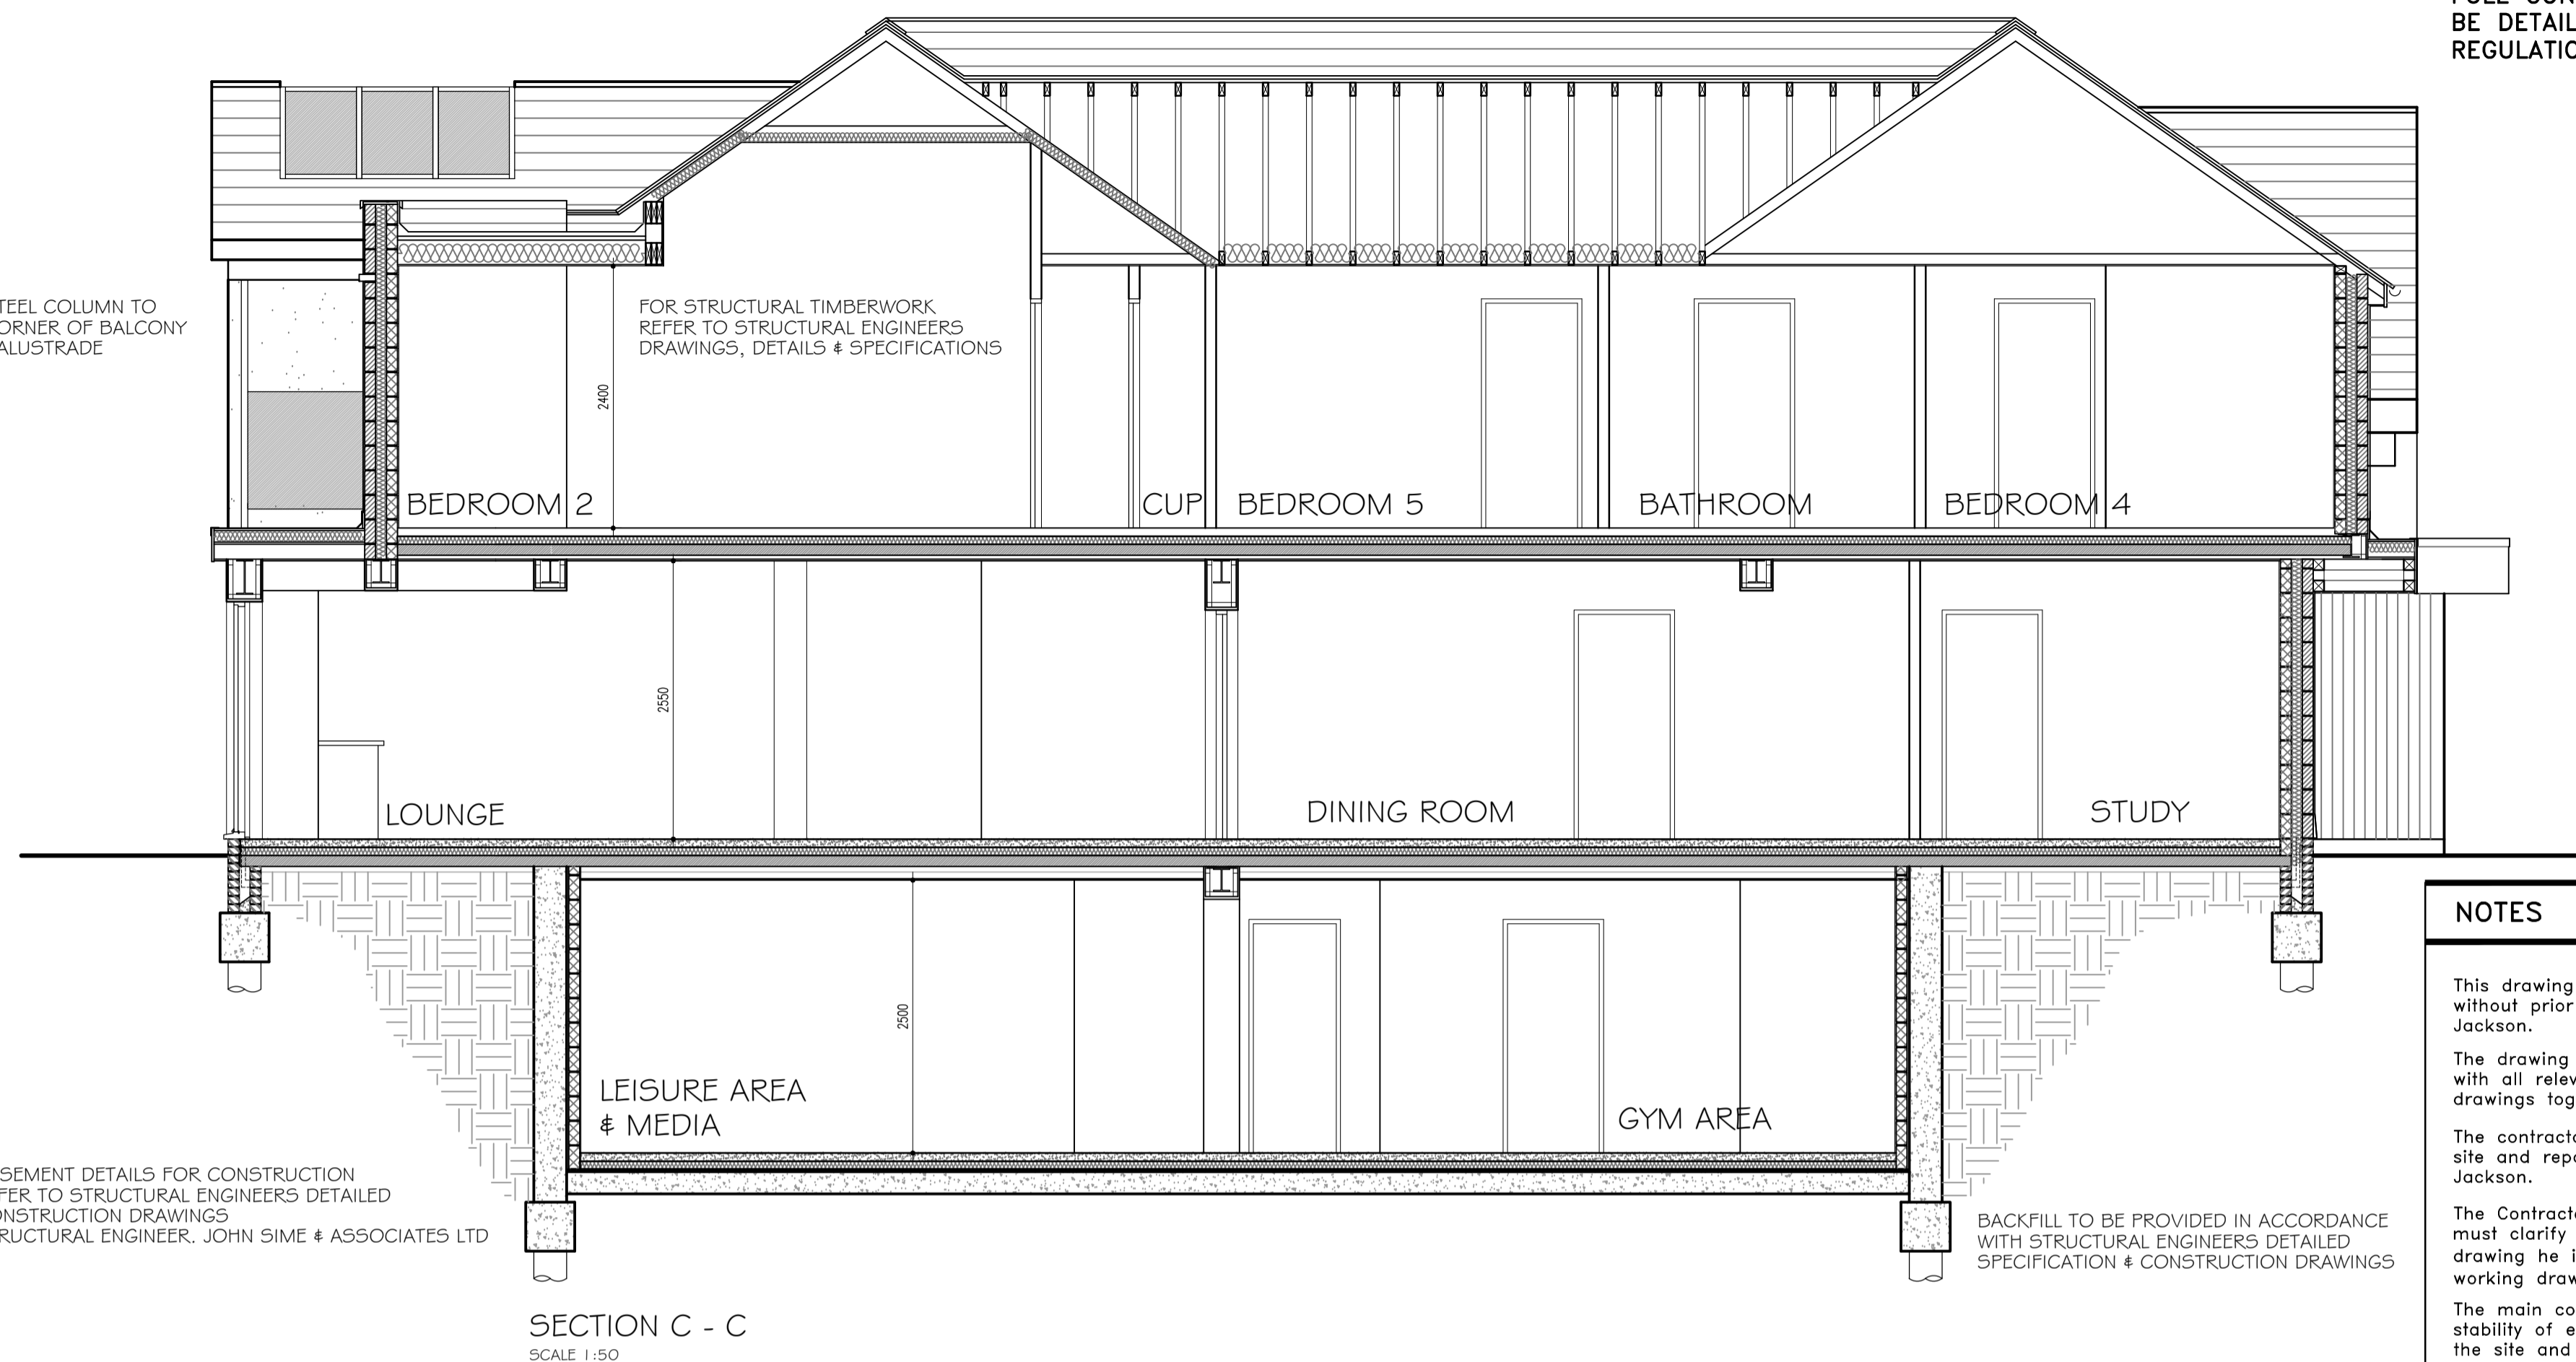 BE DETAIL
REGULATIO
TEEL COLUMN TO
ORNER OF BALCONY
ALUSTRADE
FOR STRUCTURAL TIMBERWORK
REFER TO STRUCTURAL ENGINEERS
DRAWINGS, DETAILS & SPECIFICATIONS
2400
BEDROOM 2
CUP
BEDROOM 5
BATHROOM
BEDROOM 4
2550
LOUNGE
DINING ROOM
STUDY
2500
LEISURE AREA
& MEDIA
GYM AREA
SEMENT DETAILS FOR CONSTRUCTION
FER TO STRUCTURAL ENGINEERS DETAILED
ONSTRUCTION DRAWINGS
RUCTURAL ENGINEER. JOHN SIME & ASSOCIATES LTD
BACKFILL TO BE PROVIDED IN ACCORDANCE
WITH STRUCTURAL ENGINEERS DETAILED
SPECIFICATION & CONSTRUCTION DRAWINGS
SECTION C - C
SCALE 1:50
NOTES
This drawing
without prior
Jackson.
The drawing
with all relev
drawings tog
The contracto
site and repo
Jackson.
The Contracto
must clarify
drawing he i
working draw
The main co
stability of e
the site and